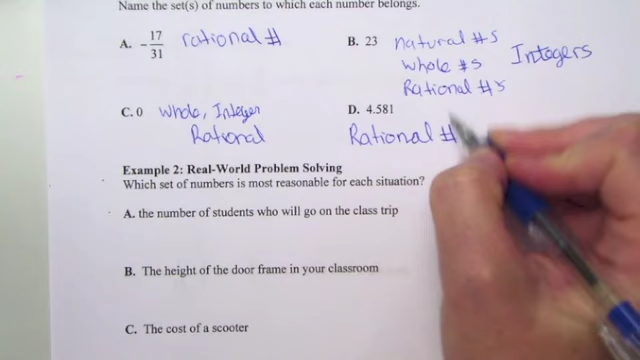 Name the set(s) of numbers to which each number belongs.
A. -17/31 rational #
B. 23 natural #s
whole #s Integers
Rational #s
C. 0 Whole, Integer
Rational
D. 4.581
Rational #
Example 2: Real-World Problem Solving
Which set of numbers is most reasonable for each situation?
A. the number of students who will go on the class trip
B. The height of the door frame in your classroom
C. The cost of a scooter